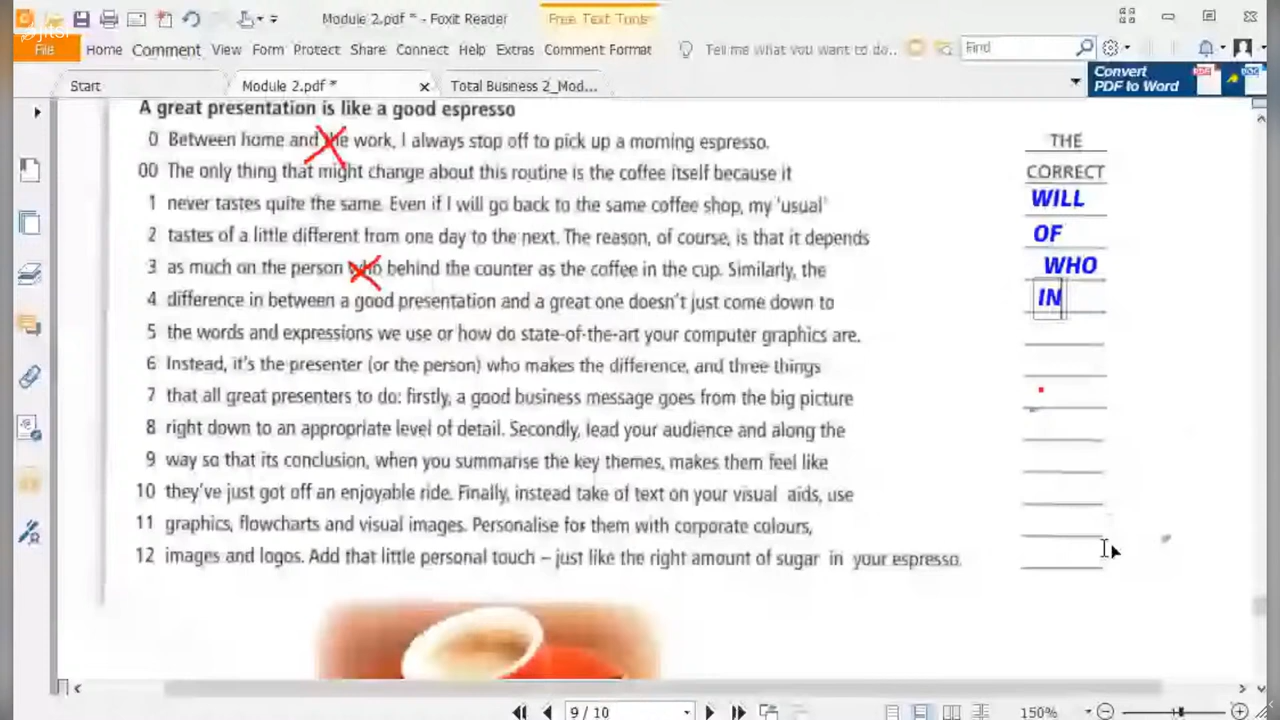 jitsi
Module 2.pdf * - Foxit Reader
Free Text Tools
File Home Comment View Form Protect Share Connect Help Extras Comment Format Tell me what you want to do.. Find
Start Module 2.pdf * Total Business 2_Mod...
Convert
PDF to Word
A great presentation is like a good espresso
0 Between home and the work, I always stop off to pick up a morning espresso. THE
00 The only thing that might change about this routine is the coffee itself because it CORRECT
1 never tastes quite the same. Even if I will go back to the same coffee shop, my 'usual' WILL
2 tastes of a little different from one day to the next. The reason, of course, is that it depends OF
3 as much on the person who behind the counter as the coffee in the cup. Similarly, the WHO
4 difference in between a good presentation and a great one doesn't just come down to IN
5 the words and expressions we use or how do state-of-the-art your computer graphics are.
6 Instead, it's the presenter (or the person) who makes the difference, and three things
7 that all great presenters to do: firstly, a good business message goes from the big picture
8 right down to an appropriate level of detail. Secondly, lead your audience and along the
9 way so that its conclusion, when you summarise the key themes, makes them feel like
10 they've just got off an enjoyable ride. Finally, instead take of text on your visual aids, use
11 graphics, flowcharts and visual images. Personalise for them with corporate colours,
12 images and logos. Add that little personal touch – just like the right amount of sugar in your espresso.
9 / 10 150%